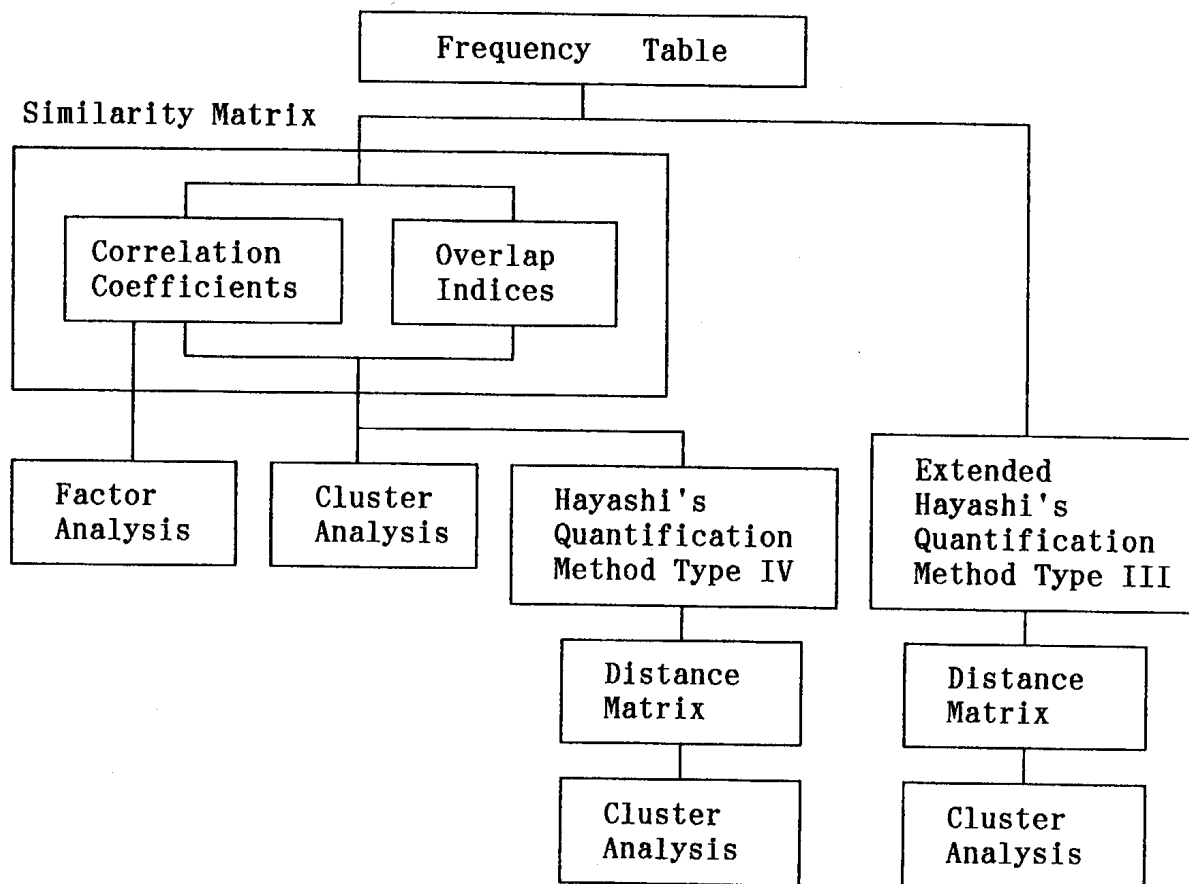 Frequency Table
Similarity Matrix
Correlation
Coefficients
Overlap
Indices
Factor
Analysis
Cluster
Analysis
Hayashi's
Quantification
Method Type IV
Extended
Hayashi's
Quantification
Method Type III
Distance
Matrix
Distance
Matrix
Cluster
Analysis
Cluster
Analysis